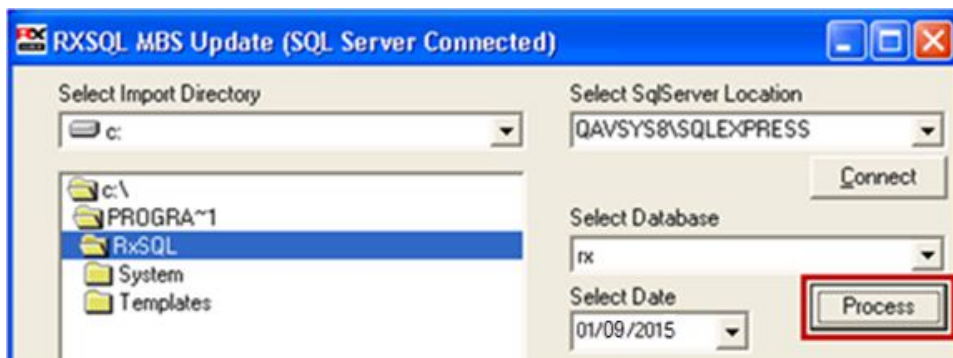 RXSQL MBS Update (SQL Server Connected)
Select Import Directory
c:
c:\
PROGRA~1
RxSQL
System
Templates
Select SqlServer Location
QAVSYS8\SQLEXPRESS
Connect
Select Database
rx
Select Date
01/09/2015
Process